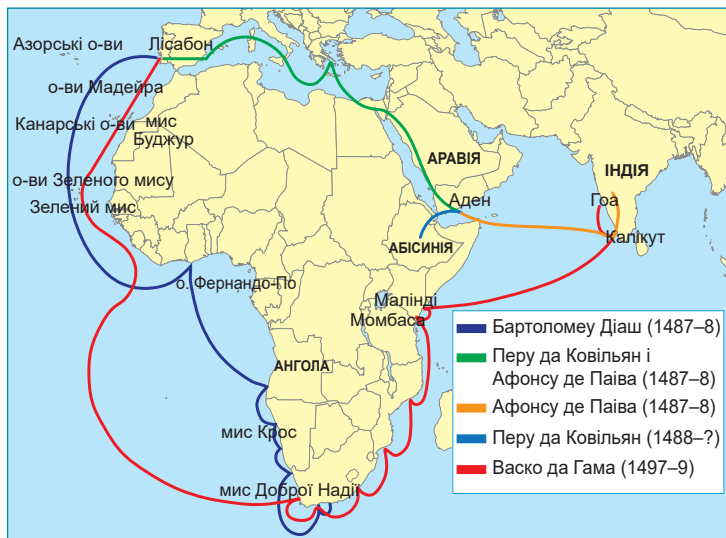 Азорські о-ви
Лісабон
о-ви Мадейра
Канарські о-ви
мис
Буджур
о-ви Зеленого мису
Зелений мис
АРАВІЯ
ІНДІЯ
Аден
Гоа
АБІСИНІЯ
Калікут
о. Фернандо-По
Малінді
Момбаса
АНГОЛА
мис Крос
мис Доброї Надії
Бартоломеу Діаш (1487–8)
Перу да Ковільян і
Афонсу де Паіва (1487–8)
Афонсу де Паіва (1487–8)
Перу да Ковільян (1488–?)
Васко да Гама (1497–9)